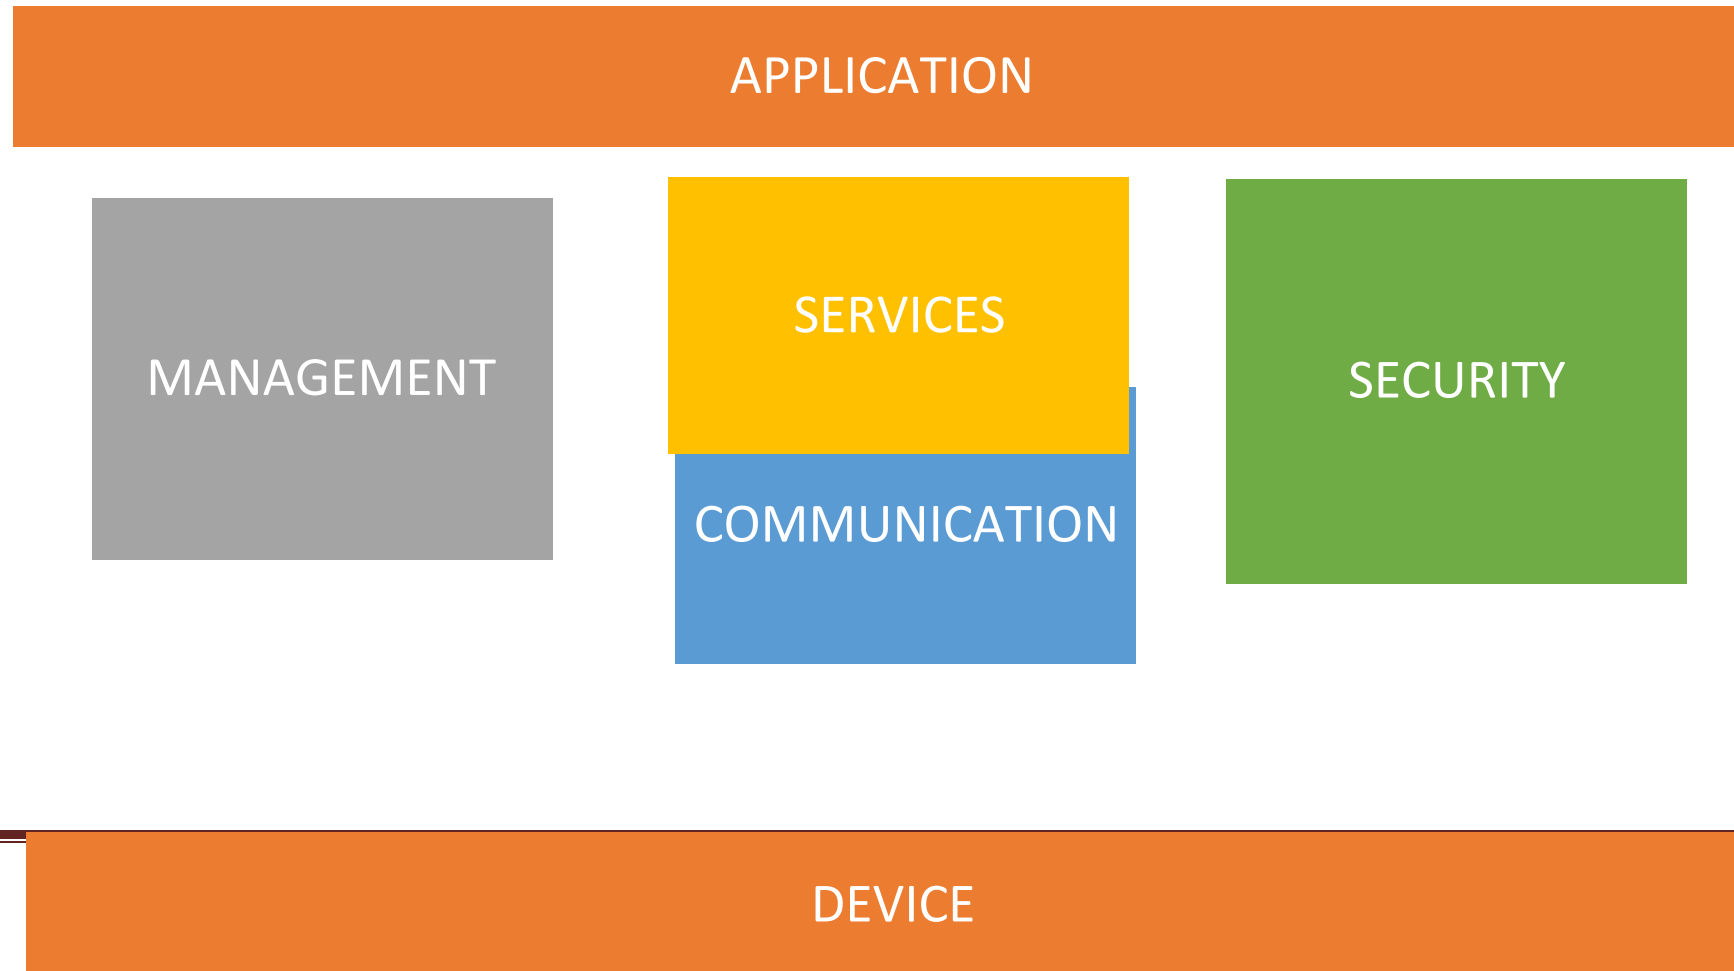 APPLICATION
MANAGEMENT
SERVICES
COMMUNICATION
SECURITY
DEVICE